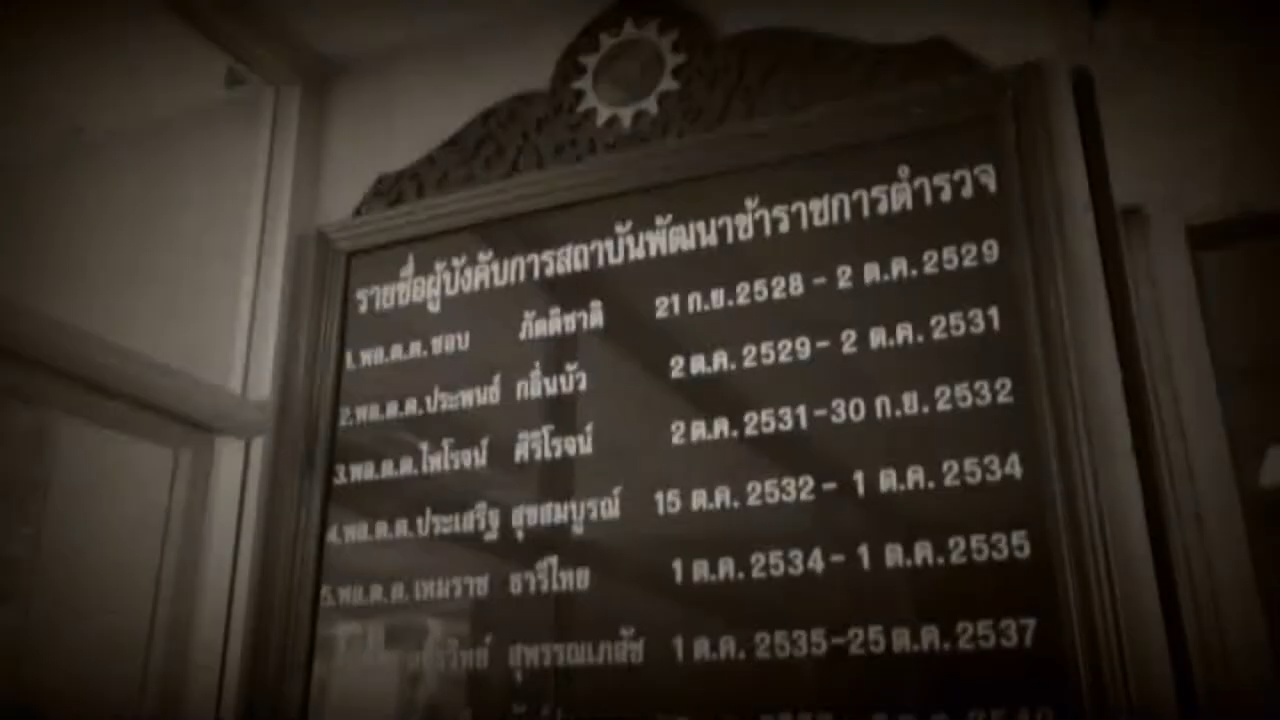 รายชื่อผู้บังคับการสถาบันพัฒนาข้าราชการตำรวจ
1.พล.ต.ต.ชอบ ภัตติชาติ 21 ก.ย.2528 - 2 ต.ค.2529
2.พล.ต.ต.ประพนธ์ กลิ่นบัว 2 ต.ค. 2529 - 2 ต.ค. 2531
3.พล.ต.ต.ไพโรจน์ ศิริโรจน์ 2 ต.ค. 2531-30 ก.ย. 2532
4.พล.ต.ต.ประเสริฐ สุขสมบูรณ์ 15 ต.ค. 2532 - 1 ต.ค. 2534
5.พล.ต.ต. เหมราช ธารีไทย 1 ต.ค. 2534 - 1 ต.ค. 2535
สุพรรณเภสัช 1 ต.ค. 2535-25 ต.ค. 2537